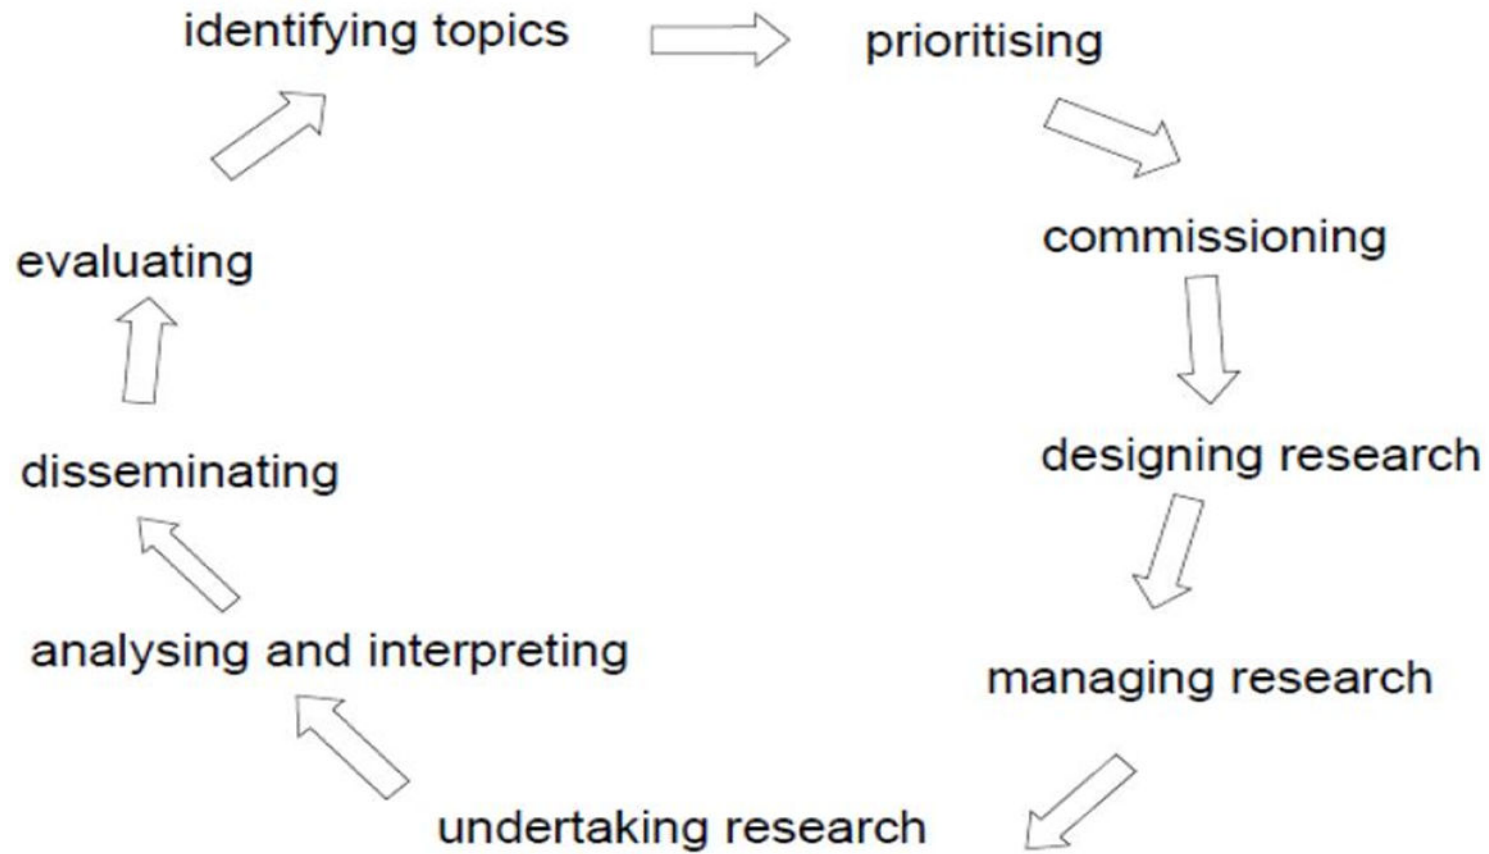 identifying topics
prioritising
commissioning
designing research
managing research
undertaking research
analysing and interpreting
disseminating
evaluating